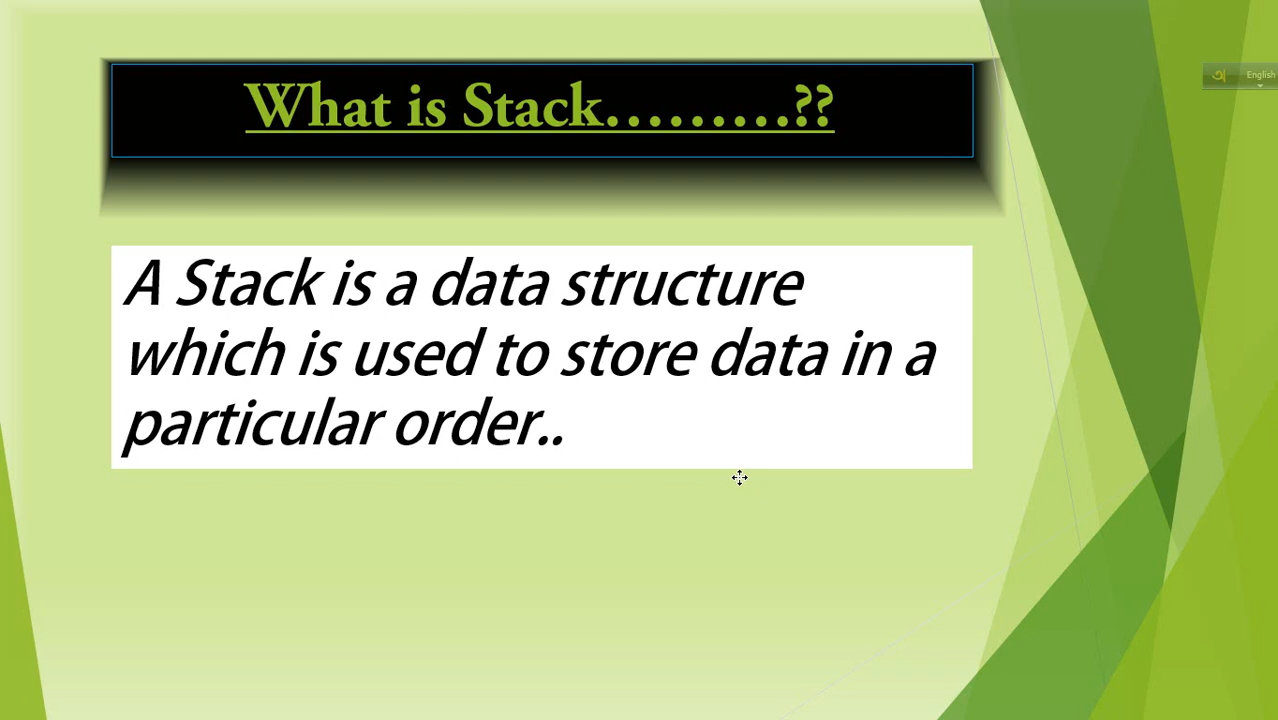 What is Stack.........??
English
A Stack is a data structure
which is used to store data in a
particular order..